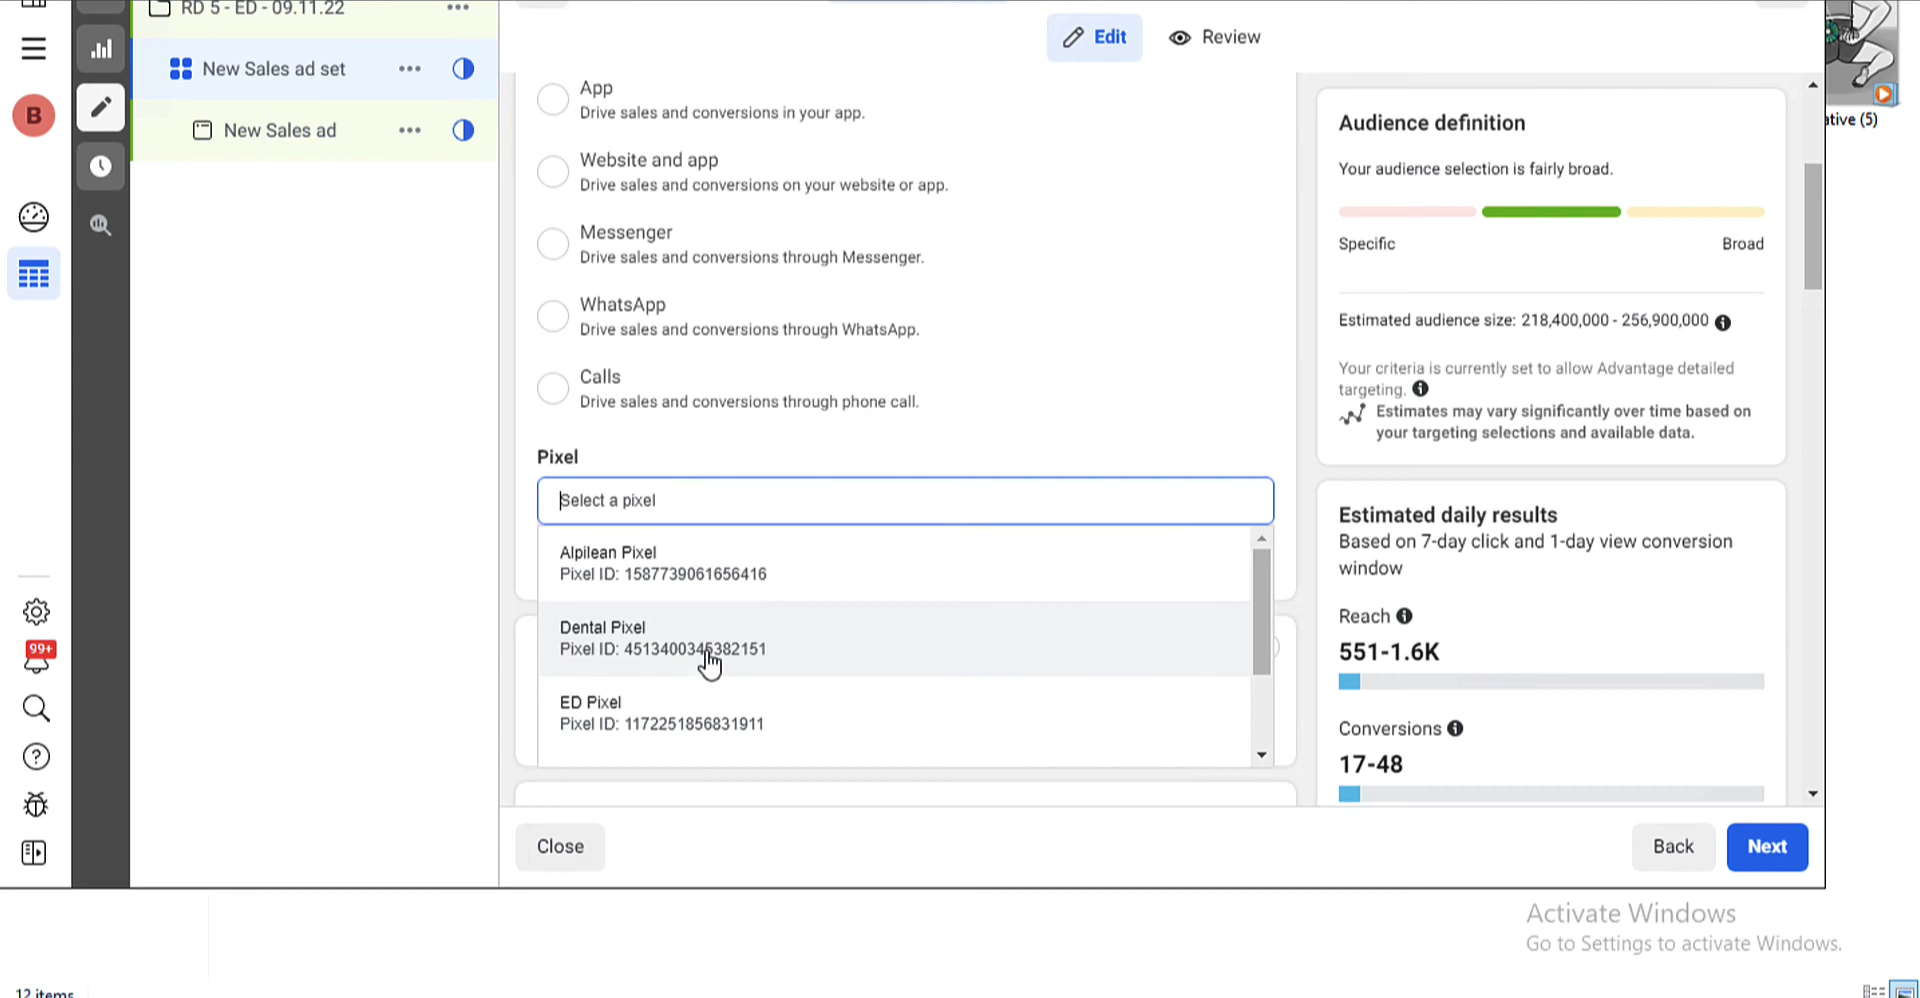 RD 5 - ED - 09.11.22
Edit
Review
B
New Sales ad set
New Sales ad
App
Drive sales and conversions in your app.
Website and app
Drive sales and conversions on your website or app.
Messenger
Drive sales and conversions through Messenger.
WhatsApp
Drive sales and conversions through WhatsApp.
Calls
Drive sales and conversions through phone call.
Pixel
Select a pixel
Alpilean Pixel
Pixel ID: 1587739061656416
Dental Pixel
Pixel ID: 4513400345382151
ED Pixel
Pixel ID: 1172251856831911
Audience definition
Your audience selection is fairly broad.
Specific
Broad
Estimated audience size: 218,400,000 - 256,900,000
Your criteria is currently set to allow Advantage detailed
targeting.
Estimates may vary significantly over time based on
your targeting selections and available data.
Estimated daily results
Based on 7-day click and 1-day view conversion
window
Reach
551-1.6K
Conversions
17-48
99+
Close
Back
Next
ative (5)
Activate Windows
Go to Settings to activate Windows.
12 items